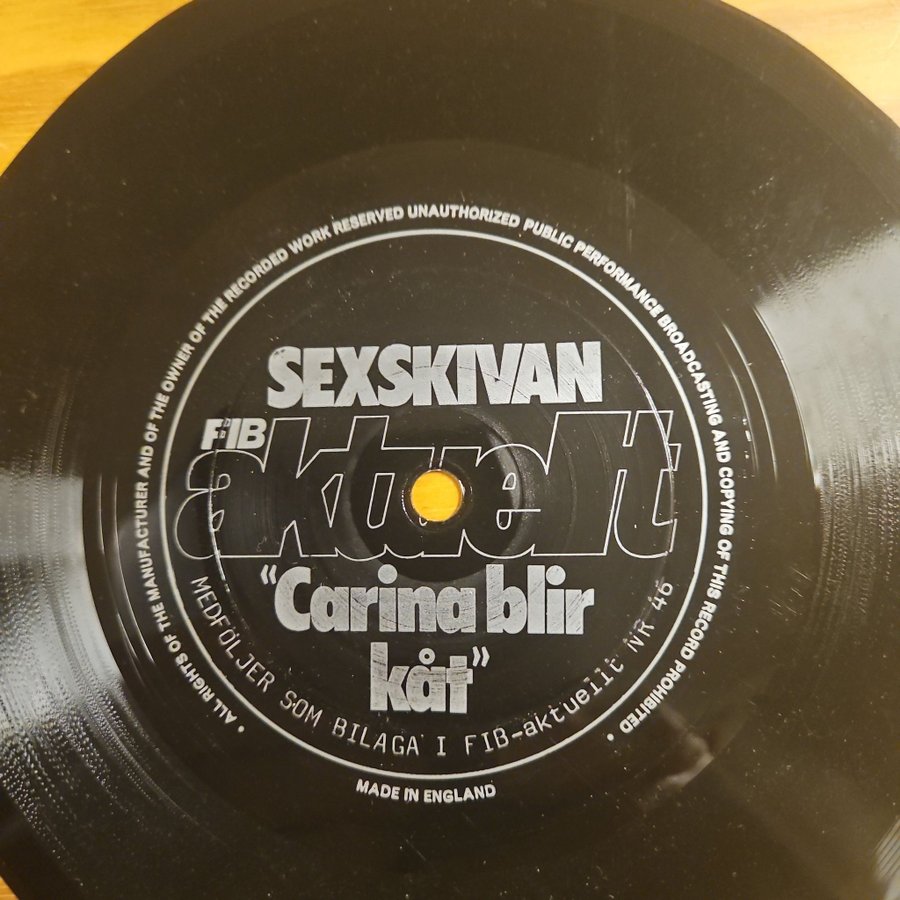 • ALL RIGHTS OF THE MANUFACTURER AND OF THE OWNER OF THE RECORDED WORK RESERVED UNAUTHORIZED PUBLIC PERFORMANCE BROADCASTING AND COPYING OF THIS RECORD PROHIBITED •
SEXSKIVAN
FIB
aktuellt
“Carina blir
kåt”
MEDFÖLJER SOM BILAGA I FIB-aktuellt NR 46
MADE IN ENGLAND